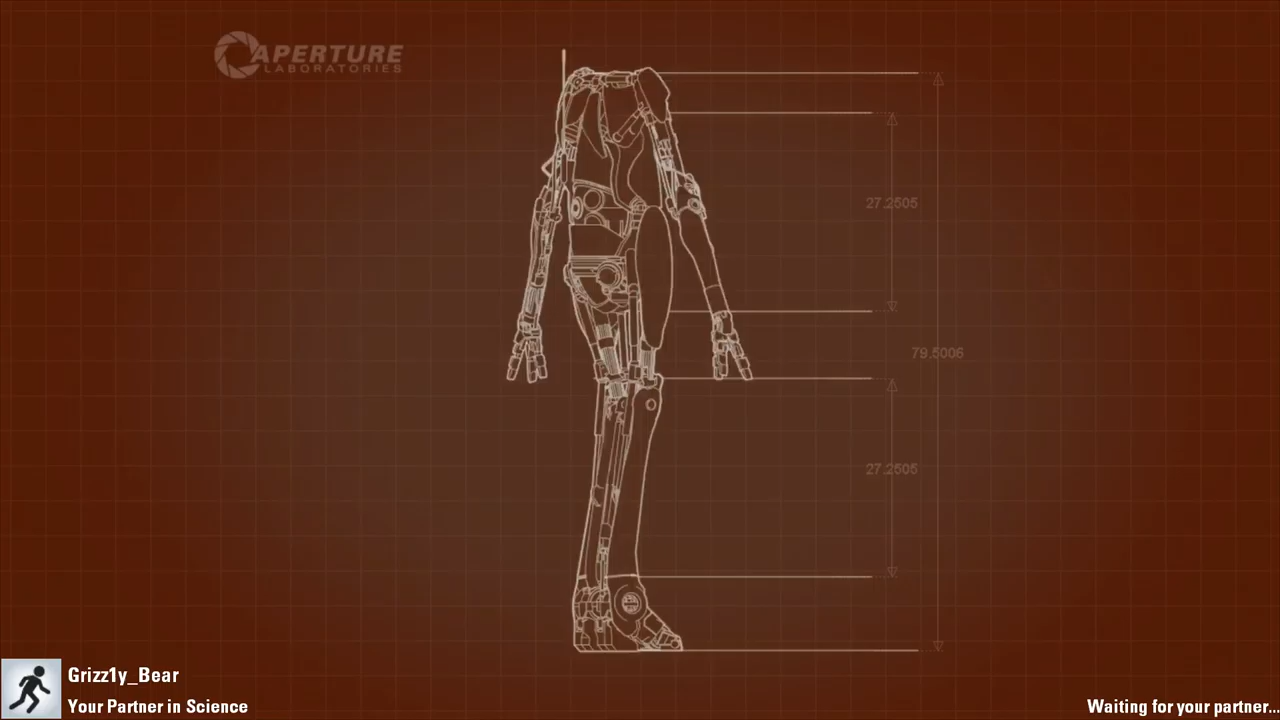 APERTURE
LABORATORIES
27.2505
79.5006
27.2505
Grizz1y_Bear
Your Partner in Science
Waiting for your partner...